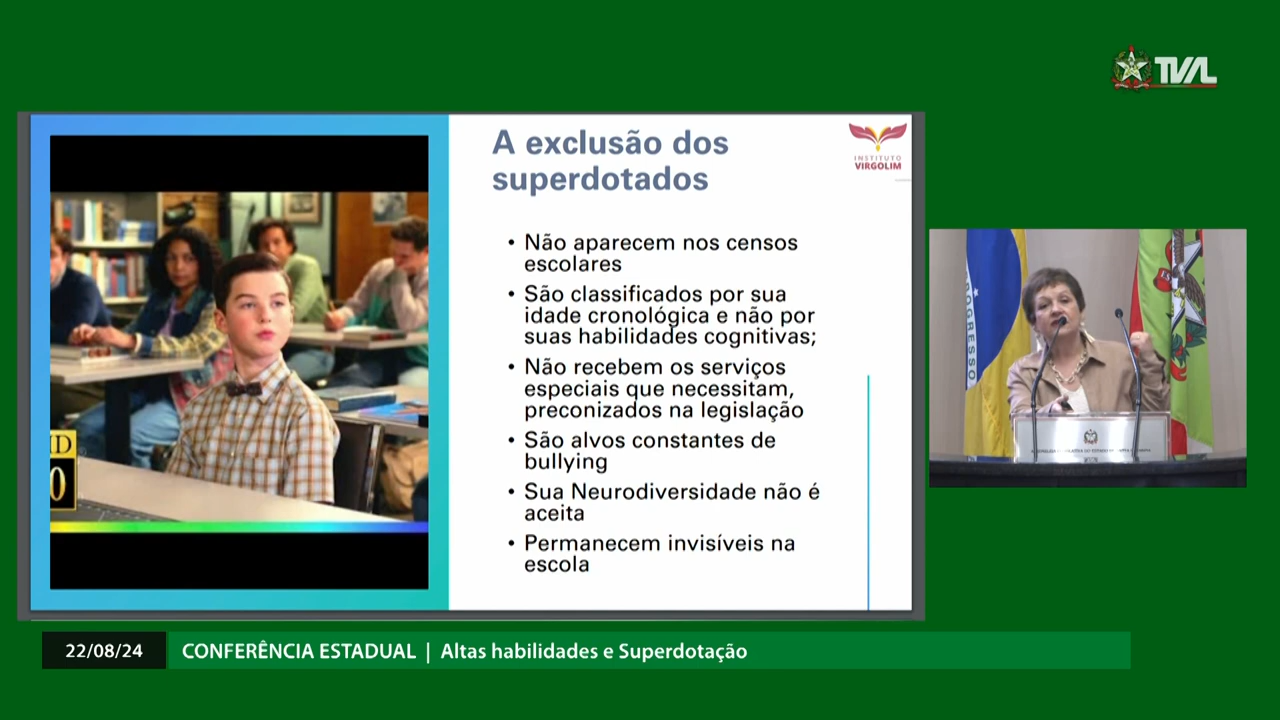 TVAL
A exclusão dos
superdotados
INSTITUTO
VIRGOLIM
• Não aparecem nos censos
escolares
• São classificados por sua
idade cronológica e não por
suas habilidades cognitivas;
• Não recebem os serviços
especiais que necessitam,
preconizados na legislação
• São alvos constantes de
bullying
• Sua Neurodiversidade não é
aceita
• Permanecem invisíveis na
escola
PROGRESSO
22/08/24
CONFERÊNCIA ESTADUAL | Altas habilidades e Superdotação